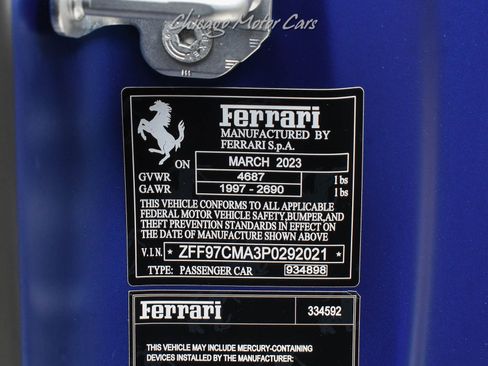 Chicago Motor Cars
Ferrari
MANUFACTURED BY
FERRARI S.p.A.
ON MARCH 2023
GVWR 4687 lbs
GAWR 1997 - 2690 lbs
THIS VEHICLE CONFORMS TO ALL APPLICABLE
FEDERAL MOTOR VEHICLE SAFETY,BUMPER,AND
THEFT PREVENTION STANDARDS IN EFFECT ON
THE DATE OF MANUFACTURE SHOWN ABOVE
V.I.N. *ZFF97CMA3P0292021*
TYPE: PASSENGER CAR 934898
Ferrari 334592
THIS VEHICLE MAY INCLUDE MERCURY-CONTAINING
DEVICES INSTALLED BY THE MANUFACTURER: